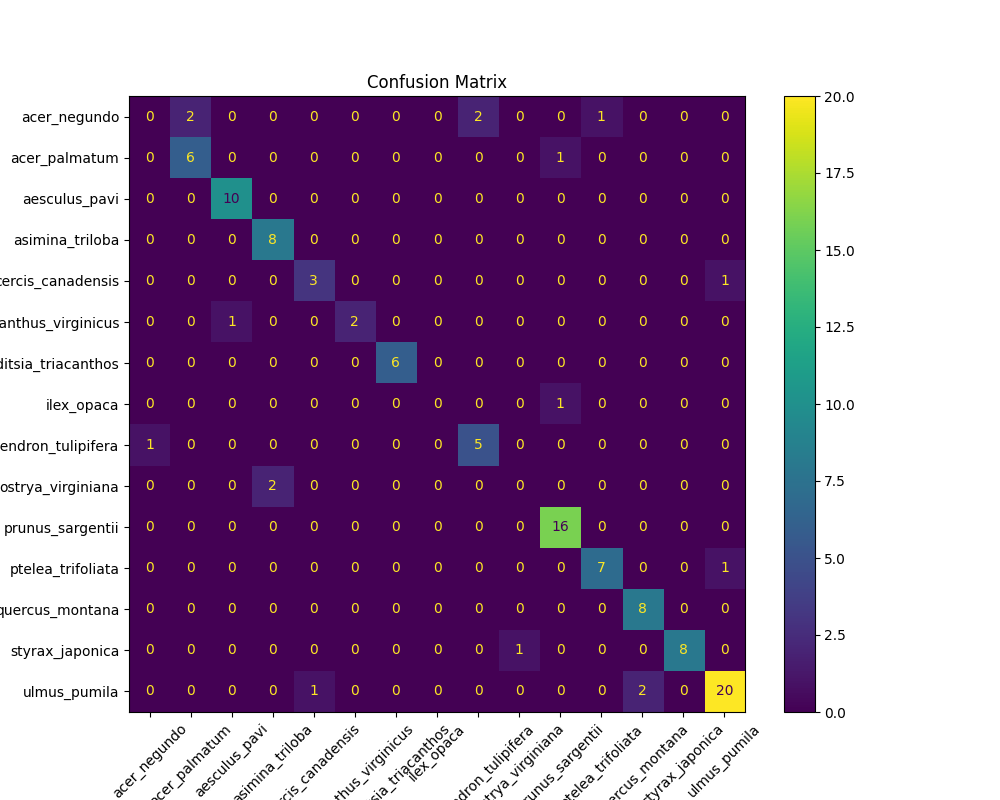 Confusion Matrix
acer_negundo 0 2 0 0 0 0 0 0 2 0 0 1 0 0 0
acer_palmatum 0 6 0 0 0 0 0 0 0 0 1 0 0 0 0
aesculus_pavi 0 0 10 0 0 0 0 0 0 0 0 0 0 0 0
asimina_triloba 0 0 0 8 0 0 0 0 0 0 0 0 0 0 0
cercis_canadensis 0 0 0 0 3 0 0 0 0 0 0 0 0 0 1
anthus_virginicus 0 0 1 0 0 2 0 0 0 0 0 0 0 0 0
ditsia_triacanthos 0 0 0 0 0 0 6 0 0 0 0 0 0 0 0
ilex_opaca 0 0 0 0 0 0 0 0 0 0 1 0 0 0 0
endron_tulipifera 1 0 0 0 0 0 0 0 5 0 0 0 0 0 0
ostrya_virginiana 0 0 0 2 0 0 0 0 0 0 0 0 0 0 0
prunus_sargentii 0 0 0 0 0 0 0 0 0 0 16 0 0 0 0
ptelea_trifoliata 0 0 0 0 0 0 0 0 0 0 0 7 0 0 1
quercus_montana 0 0 0 0 0 0 0 0 0 0 0 0 8 0 0
styrax_japonica 0 0 0 0 0 0 0 0 0 1 0 0 0 8 0
ulmus_pumila 0 0 0 0 1 0 0 0 0 0 0 0 2 0 20
acer_negundo
acer_palmatum
aesculus_pavi
asimina_triloba
rcis_canadensis
thus_virginicus
sia_triacanthos
ilex_opaca
ndron_tulipifera
trya_virginiana
runus_sargentii
telea_trifoliata
ercus_montana
tyrax_japonica
ulmus_pumila
20.0
17.5
15.0
12.5
10.0
7.5
5.0
2.5
0.0